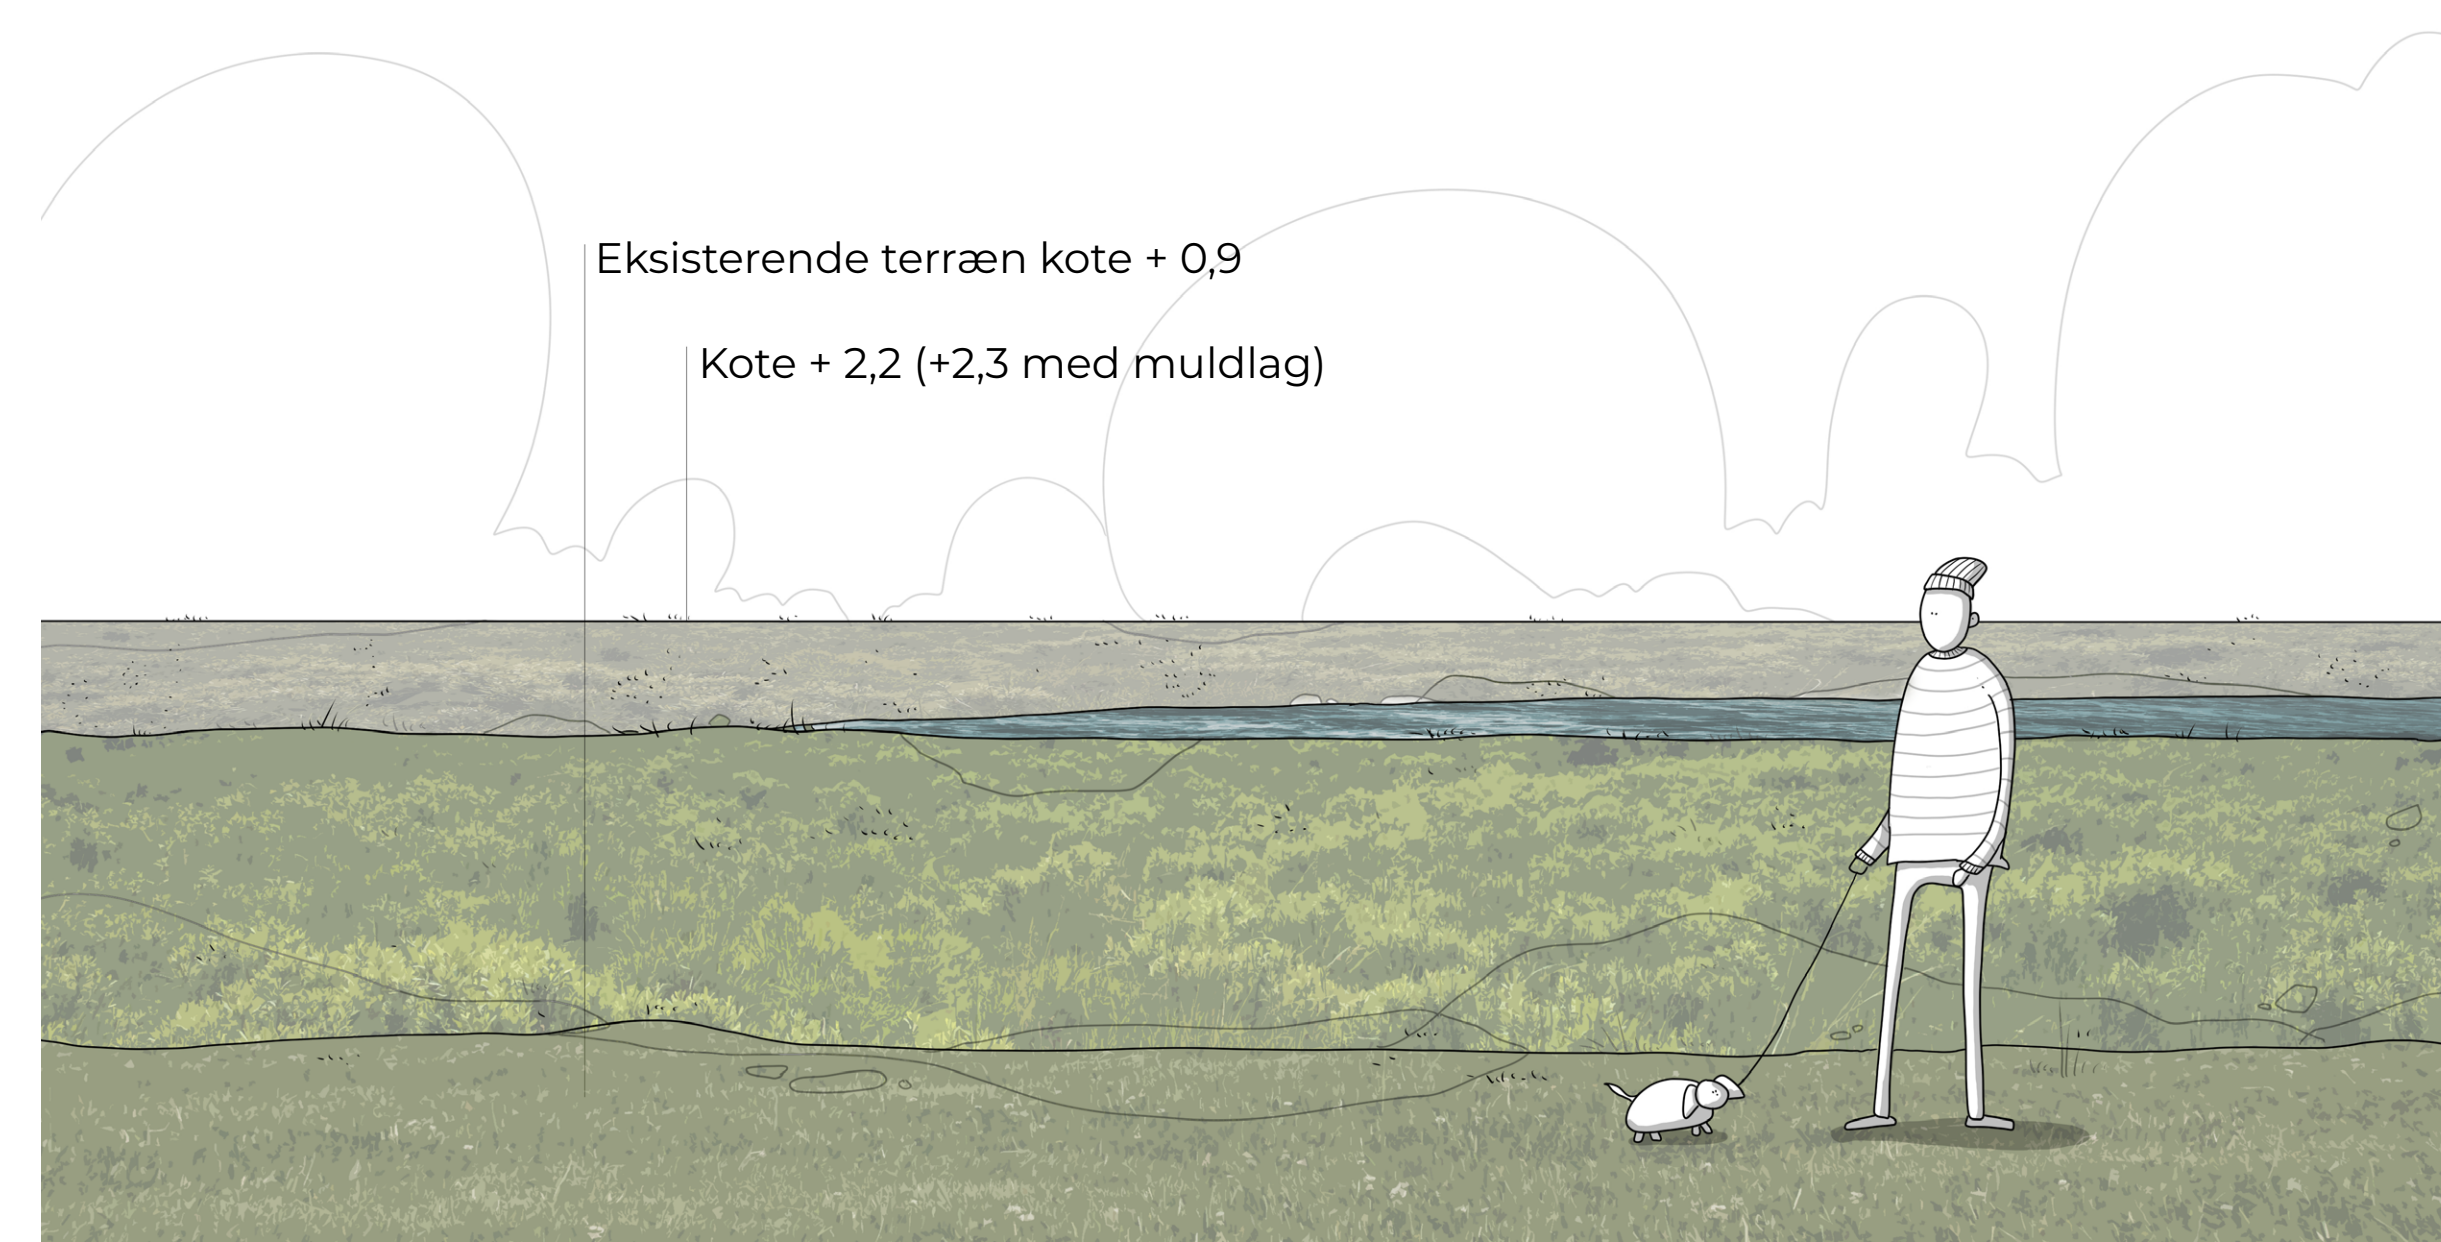 Eksisterende terræn kote + 0,9
Kote + 2,2 (+2,3 med muldlag)